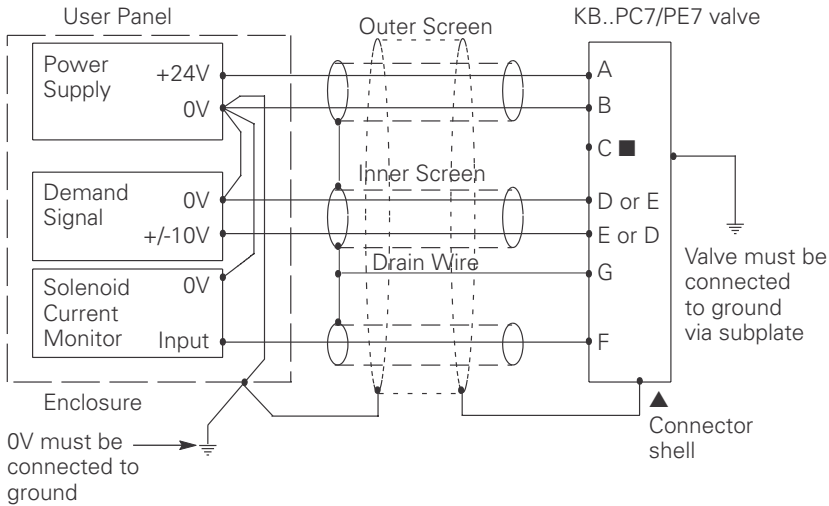 User Panel
Outer Screen
KB..PC7/PE7 valve
Power
Supply
+24V
0V
A
B
C ■
Inner Screen
Demand
Signal
0V
+/-10V
D or E
E or D
Drain Wire
G
Solenoid
Current
Monitor
0V
Input
F
Valve must be
connected
to ground
via subplate
Enclosure
▲
Connector
shell
0V must be
connected to
ground